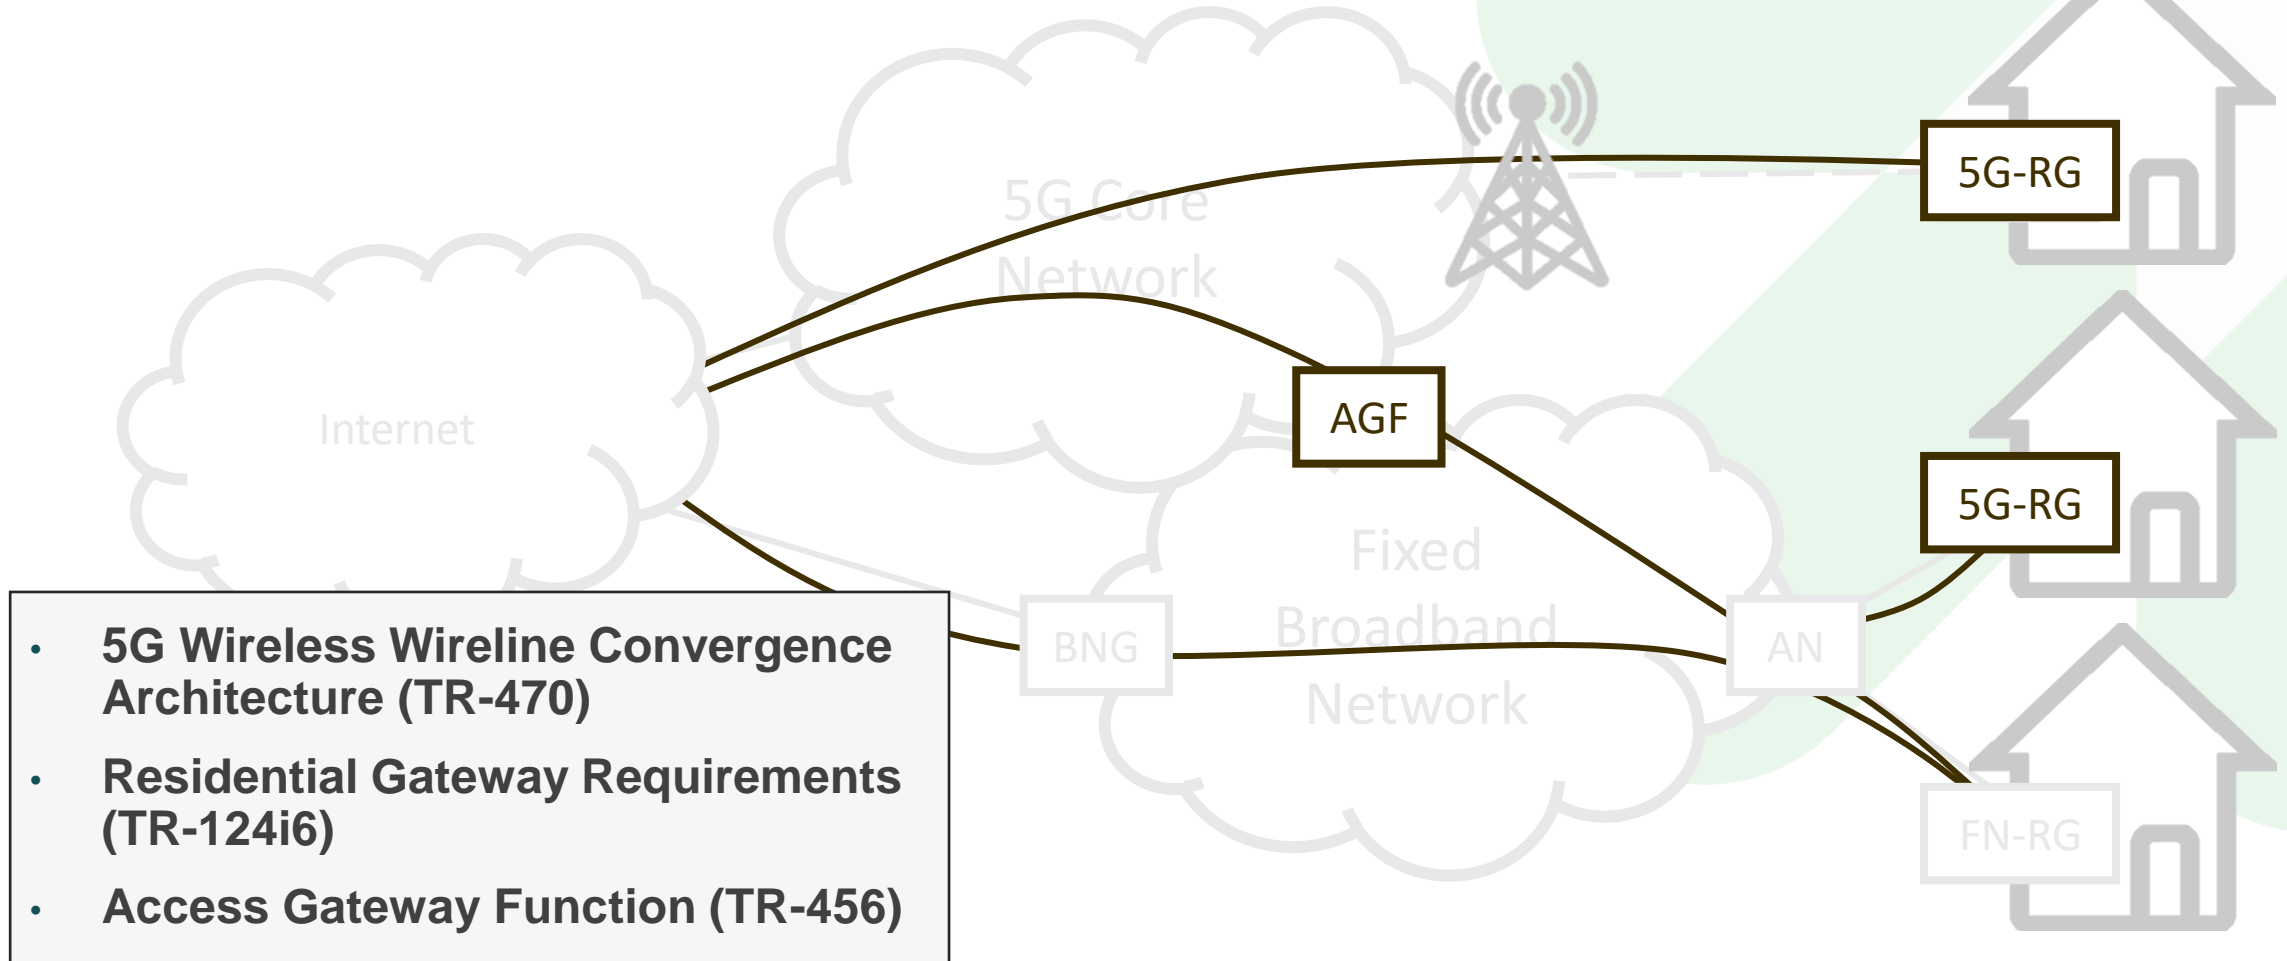 5G Core
Network
5G-RG
Internet
AGF
5G-RG
Fixed
Broadband
Network
BNG
AN
FN-RG
• 5G Wireless Wireline Convergence
Architecture (TR-470)
• Residential Gateway Requirements
(TR-124i6)
• Access Gateway Function (TR-456)